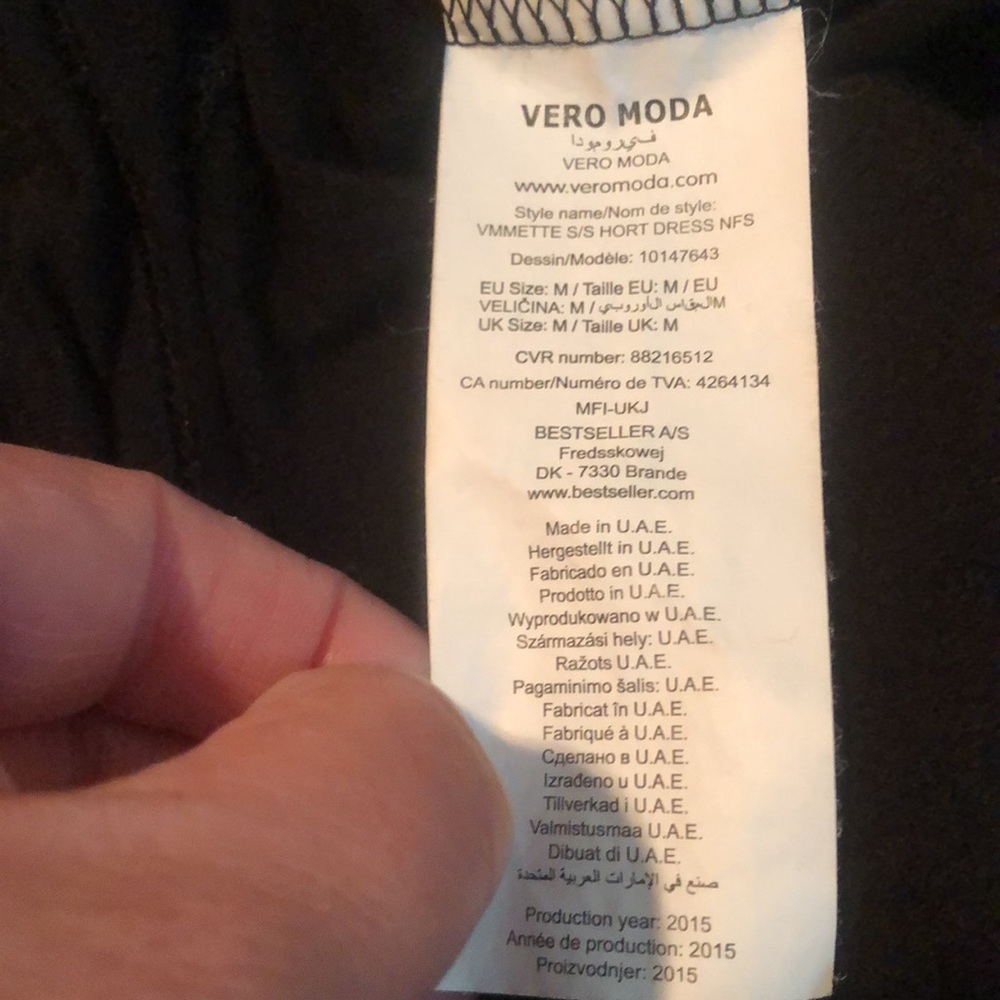 VERO MODA
فيرومودا
VERO MODA
www.veromoda.com
Style name/Nom de style:
VMMETTE S/S HORT DRESS NFS
Dessin/Modèle: 10147643
EU Size: M / Taille EU: M / EU
VELIČINA: M / المقاس الأوروبي M
UK Size: M / Taille UK: M
CVR number: 88216512
CA number/Numéro de TVA: 4264134
MFI-UKJ
BESTSELLER A/S
Fredsskowej
DK - 7330 Brande
www.bestseller.com
Made in U.A.E.
Hergestellt in U.A.E.
Fabricado en U.A.E.
Prodotto in U.A.E.
Wyprodukowano w U.A.E.
Származási hely: U.A.E.
Ražots U.A.E.
Pagaminimo šalis: U.A.E.
Fabricat în U.A.E.
Fabriqué à U.A.E.
Сделано в U.A.E.
Izrađeno u U.A.E.
Tillverkad i U.A.E.
Valmistusmaa U.A.E.
Dibuat di U.A.E.
صنع في الإمارات العربية المتحدة
Production year: 2015
Année de production: 2015
Proizvodnjer: 2015